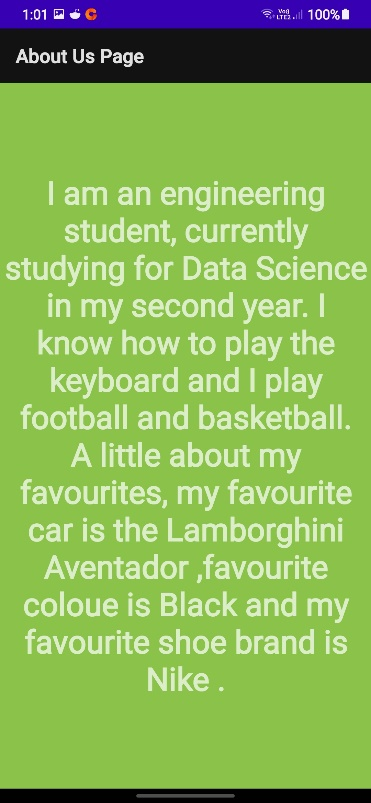 1:01 Vo) LTE2 100%
About Us Page
I am an engineering
student, currently
studying for Data Science
in my second year. I
know how to play the
keyboard and I play
football and basketball.
A little about my
favourites, my favourite
car is the Lamborghini
Aventador ,favourite
coloue is Black and my
favourite shoe brand is
Nike .